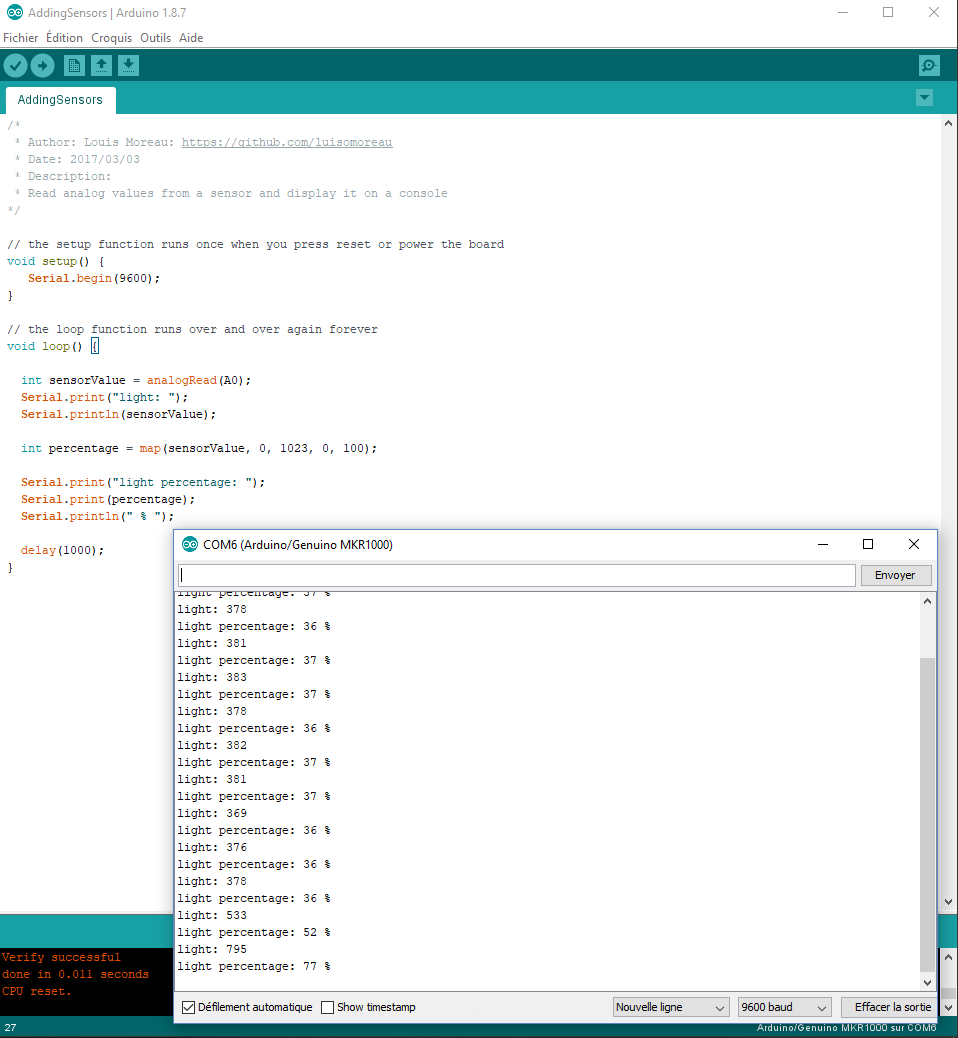 AddingSensors | Arduino 1.8.7
Fichier Édition Croquis Outils Aide
AddingSensors
/*
 * Author: Louis Moreau: https://github.com/luisomoreau
 * Date: 2017/03/03
 * Description:
 * Read analog values from a sensor and display it on a console
*/
// the setup function runs once when you press reset or power the board
void setup() {
   Serial.begin(9600);
}
// the loop function runs over and over again forever
void loop() {
  int sensorValue = analogRead(A0);
  Serial.print("light: ");
  Serial.println(sensorValue);
  int percentage = map(sensorValue, 0, 1023, 0, 100);
  Serial.print("light percentage: ");
  Serial.print(percentage);
  Serial.println(" % ");
  delay(1000);
}
COM6 (Arduino/Genuino MKR1000)
Envoyer
light percentage: 37 %
light: 378
light percentage: 36 %
light: 381
light percentage: 37 %
light: 383
light percentage: 37 %
light: 378
light percentage: 36 %
light: 382
light percentage: 37 %
light: 381
light percentage: 37 %
light: 369
light percentage: 36 %
light: 376
light percentage: 36 %
light: 378
light percentage: 36 %
light: 533
light percentage: 52 %
light: 795
light percentage: 77 %
Défilement automatique Show timestamp Nouvelle ligne 9600 baud Effacer la sortie
Verify successful
done in 0.011 seconds
CPU reset.
27 Arduino/Genuino MKR1000 sur COM6